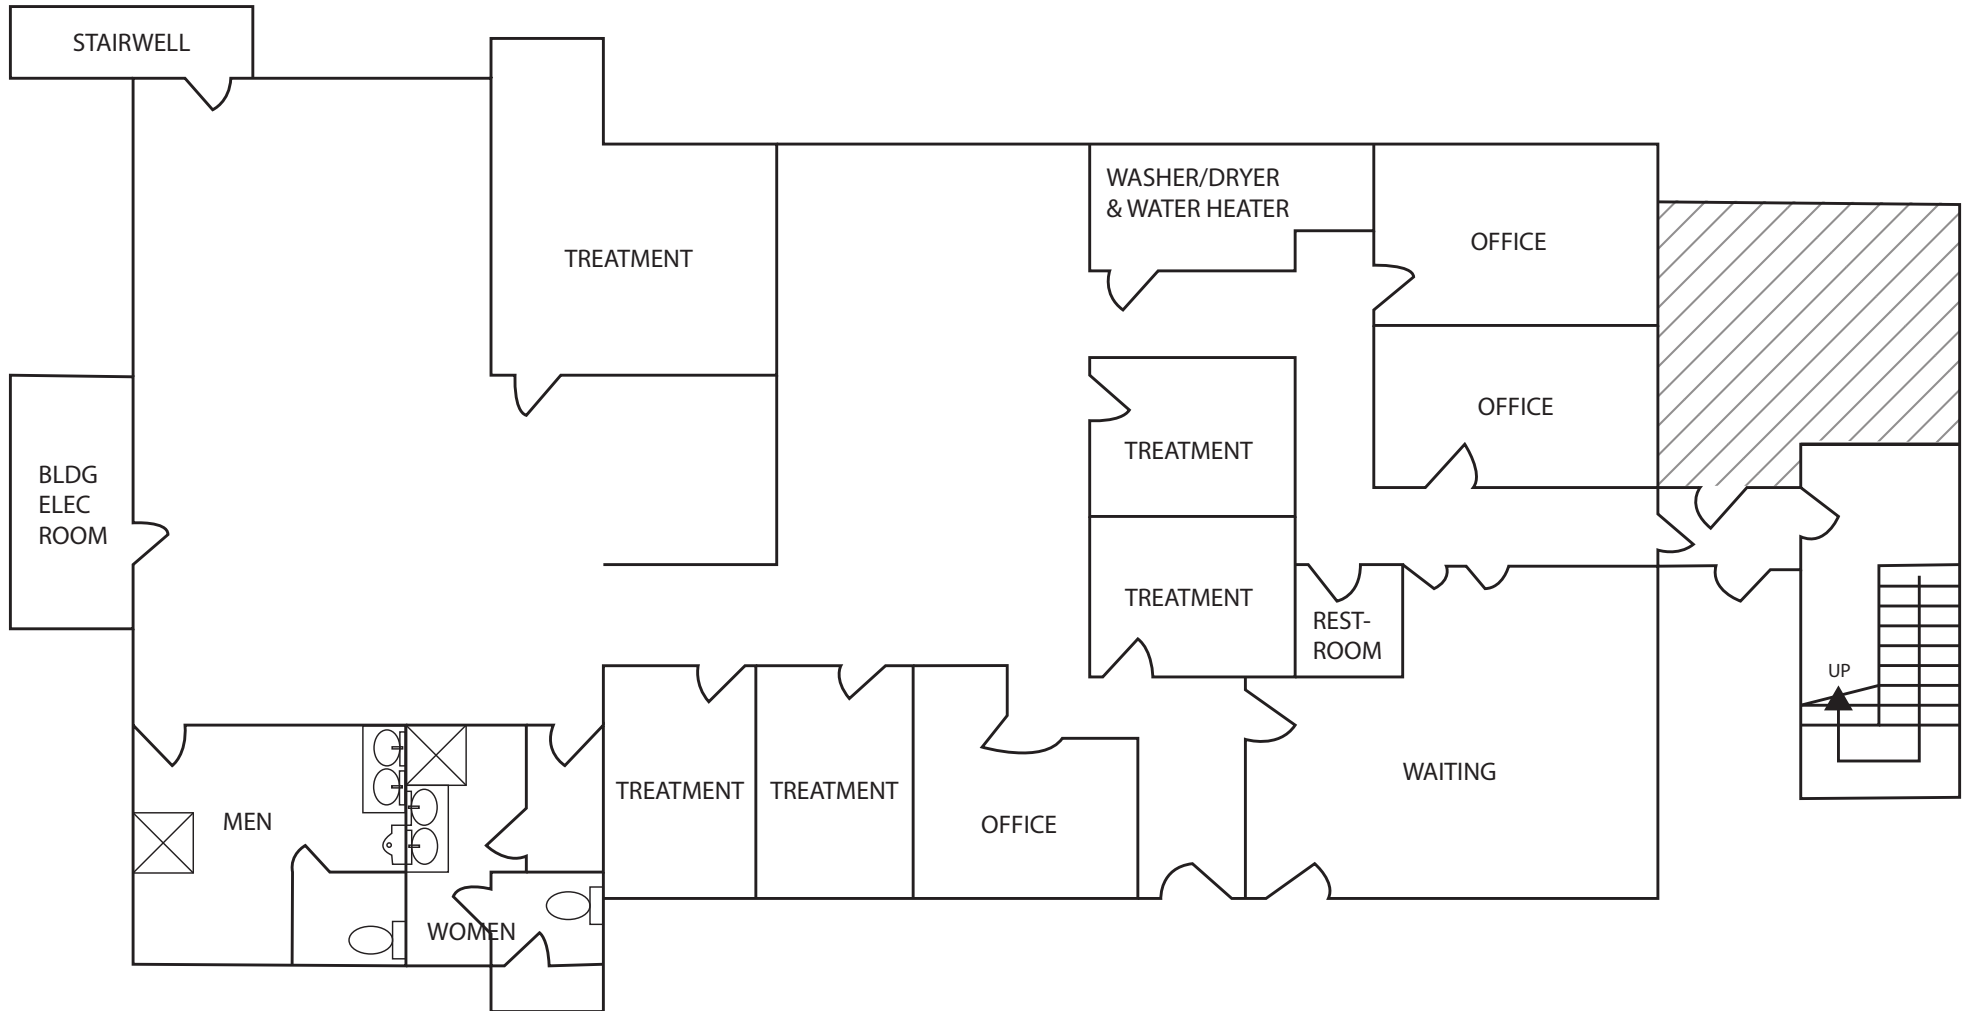 STAIRWELL
WASHER/DRYER
& WATER HEATER
OFFICE
TREATMENT
OFFICE
TREATMENT
BLDG
ELEC
ROOM
TREATMENT
REST-
ROOM
UP
WAITING
TREATMENT
TREATMENT
OFFICE
MEN
WOMEN